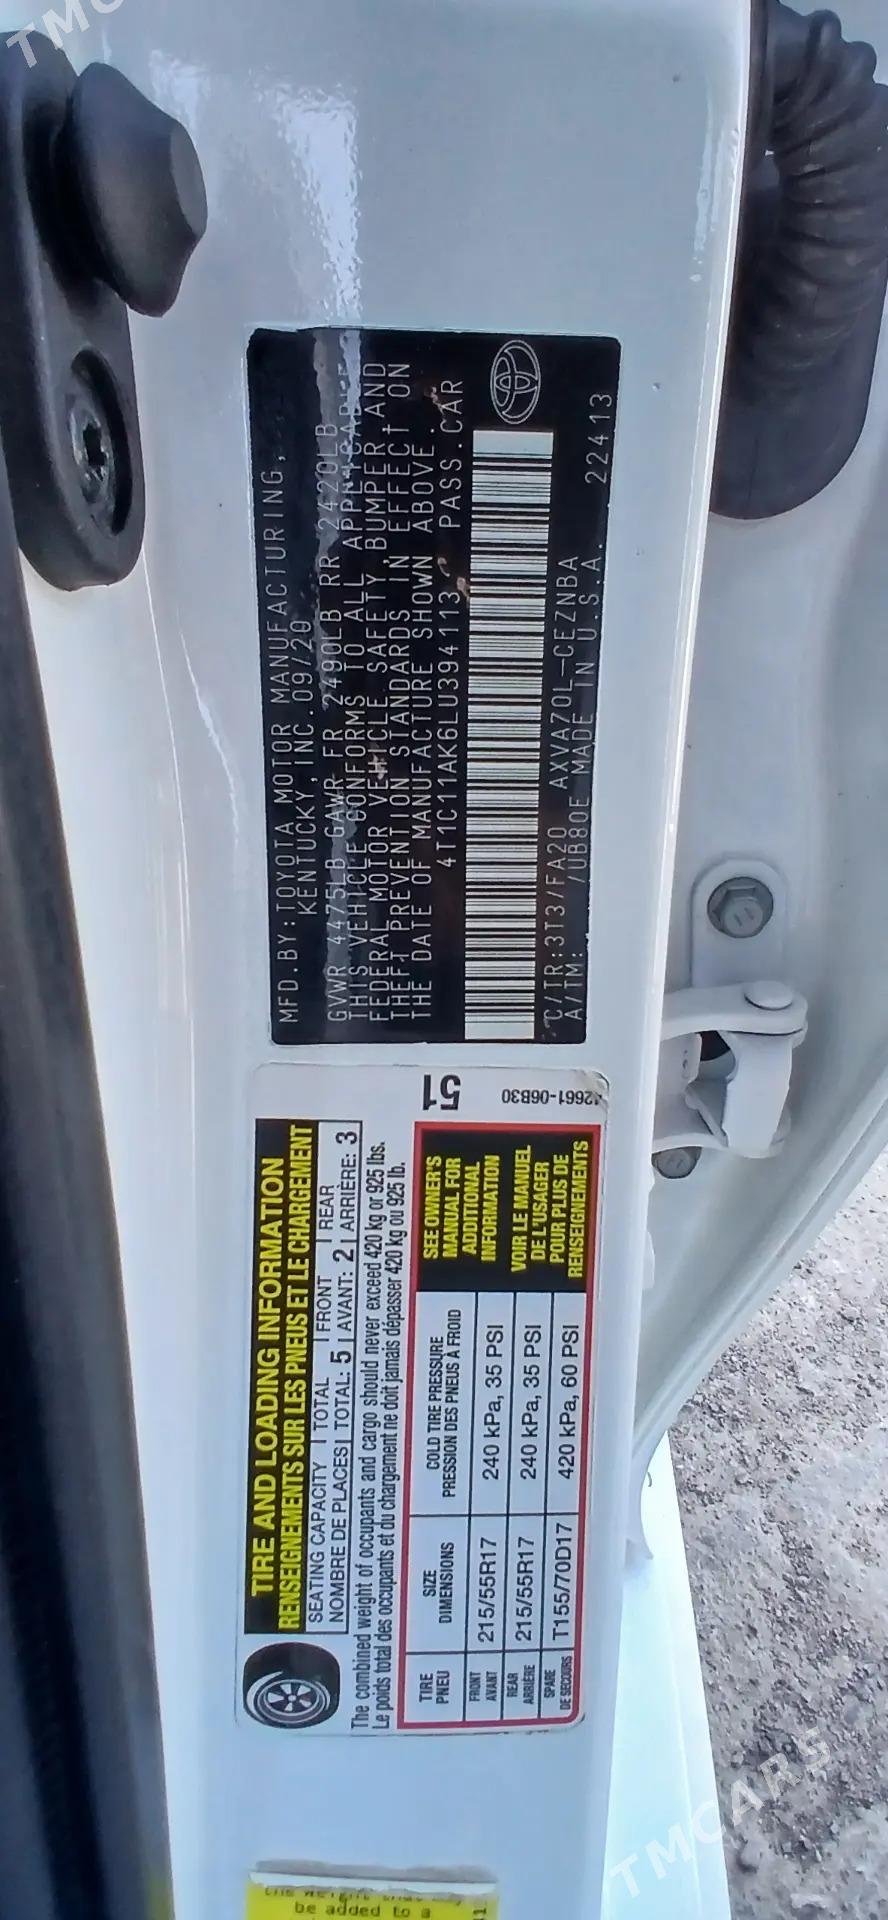 MFD.BY:TOYOTA MOTOR MANUFACTURING,
KENTUCKY, INC. 09/20
GVWR 4475LB GAWR FR 2490LB RR 2420LB
THIS VEHICLE CONFORMS TO ALL APPLICABLE
FEDERAL MOTOR VEHICLE SAFETY, BUMPER, AND
THEFT PREVENTION STANDARDS IN EFFECT ON
THE DATE OF MANUFACTURE SHOWN ABOVE.
4T1C11AK6LU394113 PASS.CAR
C/TR:3T3/FA20 AXVA70L-CEZNBA
A/TM: /UB80E MADE IN U.S.A. 22413
TIRE AND LOADING INFORMATION
RENSEIGNEMENTS SUR LES PNEUS ET LE CHARGEMENT
SEATING CAPACITY TOTAL FRONT REAR
NOMBRE DE PLACES TOTAL: 5 AVANT: 2 ARRIÈRE: 3
The combined weight of occupants and cargo should never exceed 420 kg or 925 lbs.
Le poids total des occupants et du chargement ne doit jamais dépasser 420 kg ou 925 lb.
51
42661-06B30
TIRE SIZE COLD TIRE PRESSURE
PNEU DIMENSIONS PRESSION DES PNEUS À FROID
FRONT
AVANT 215/55R17 240 kPa, 35 PSI
REAR
ARRIÈRE 215/55R17 240 kPa, 35 PSI
SPARE
DE SECOURS T155/70D17 420 kPa, 60 PSI
SEE OWNER'S
MANUAL FOR
ADDITIONAL
INFORMATION
VOIR LE MANUEL
DE L'USAGER
POUR PLUS DE
RENSEIGNEMENTS
be added to a
TMCARS